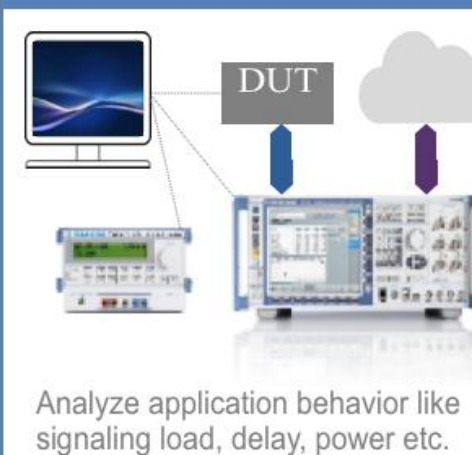 DUT
Analyze application behavior like
signaling load, delay, power etc.